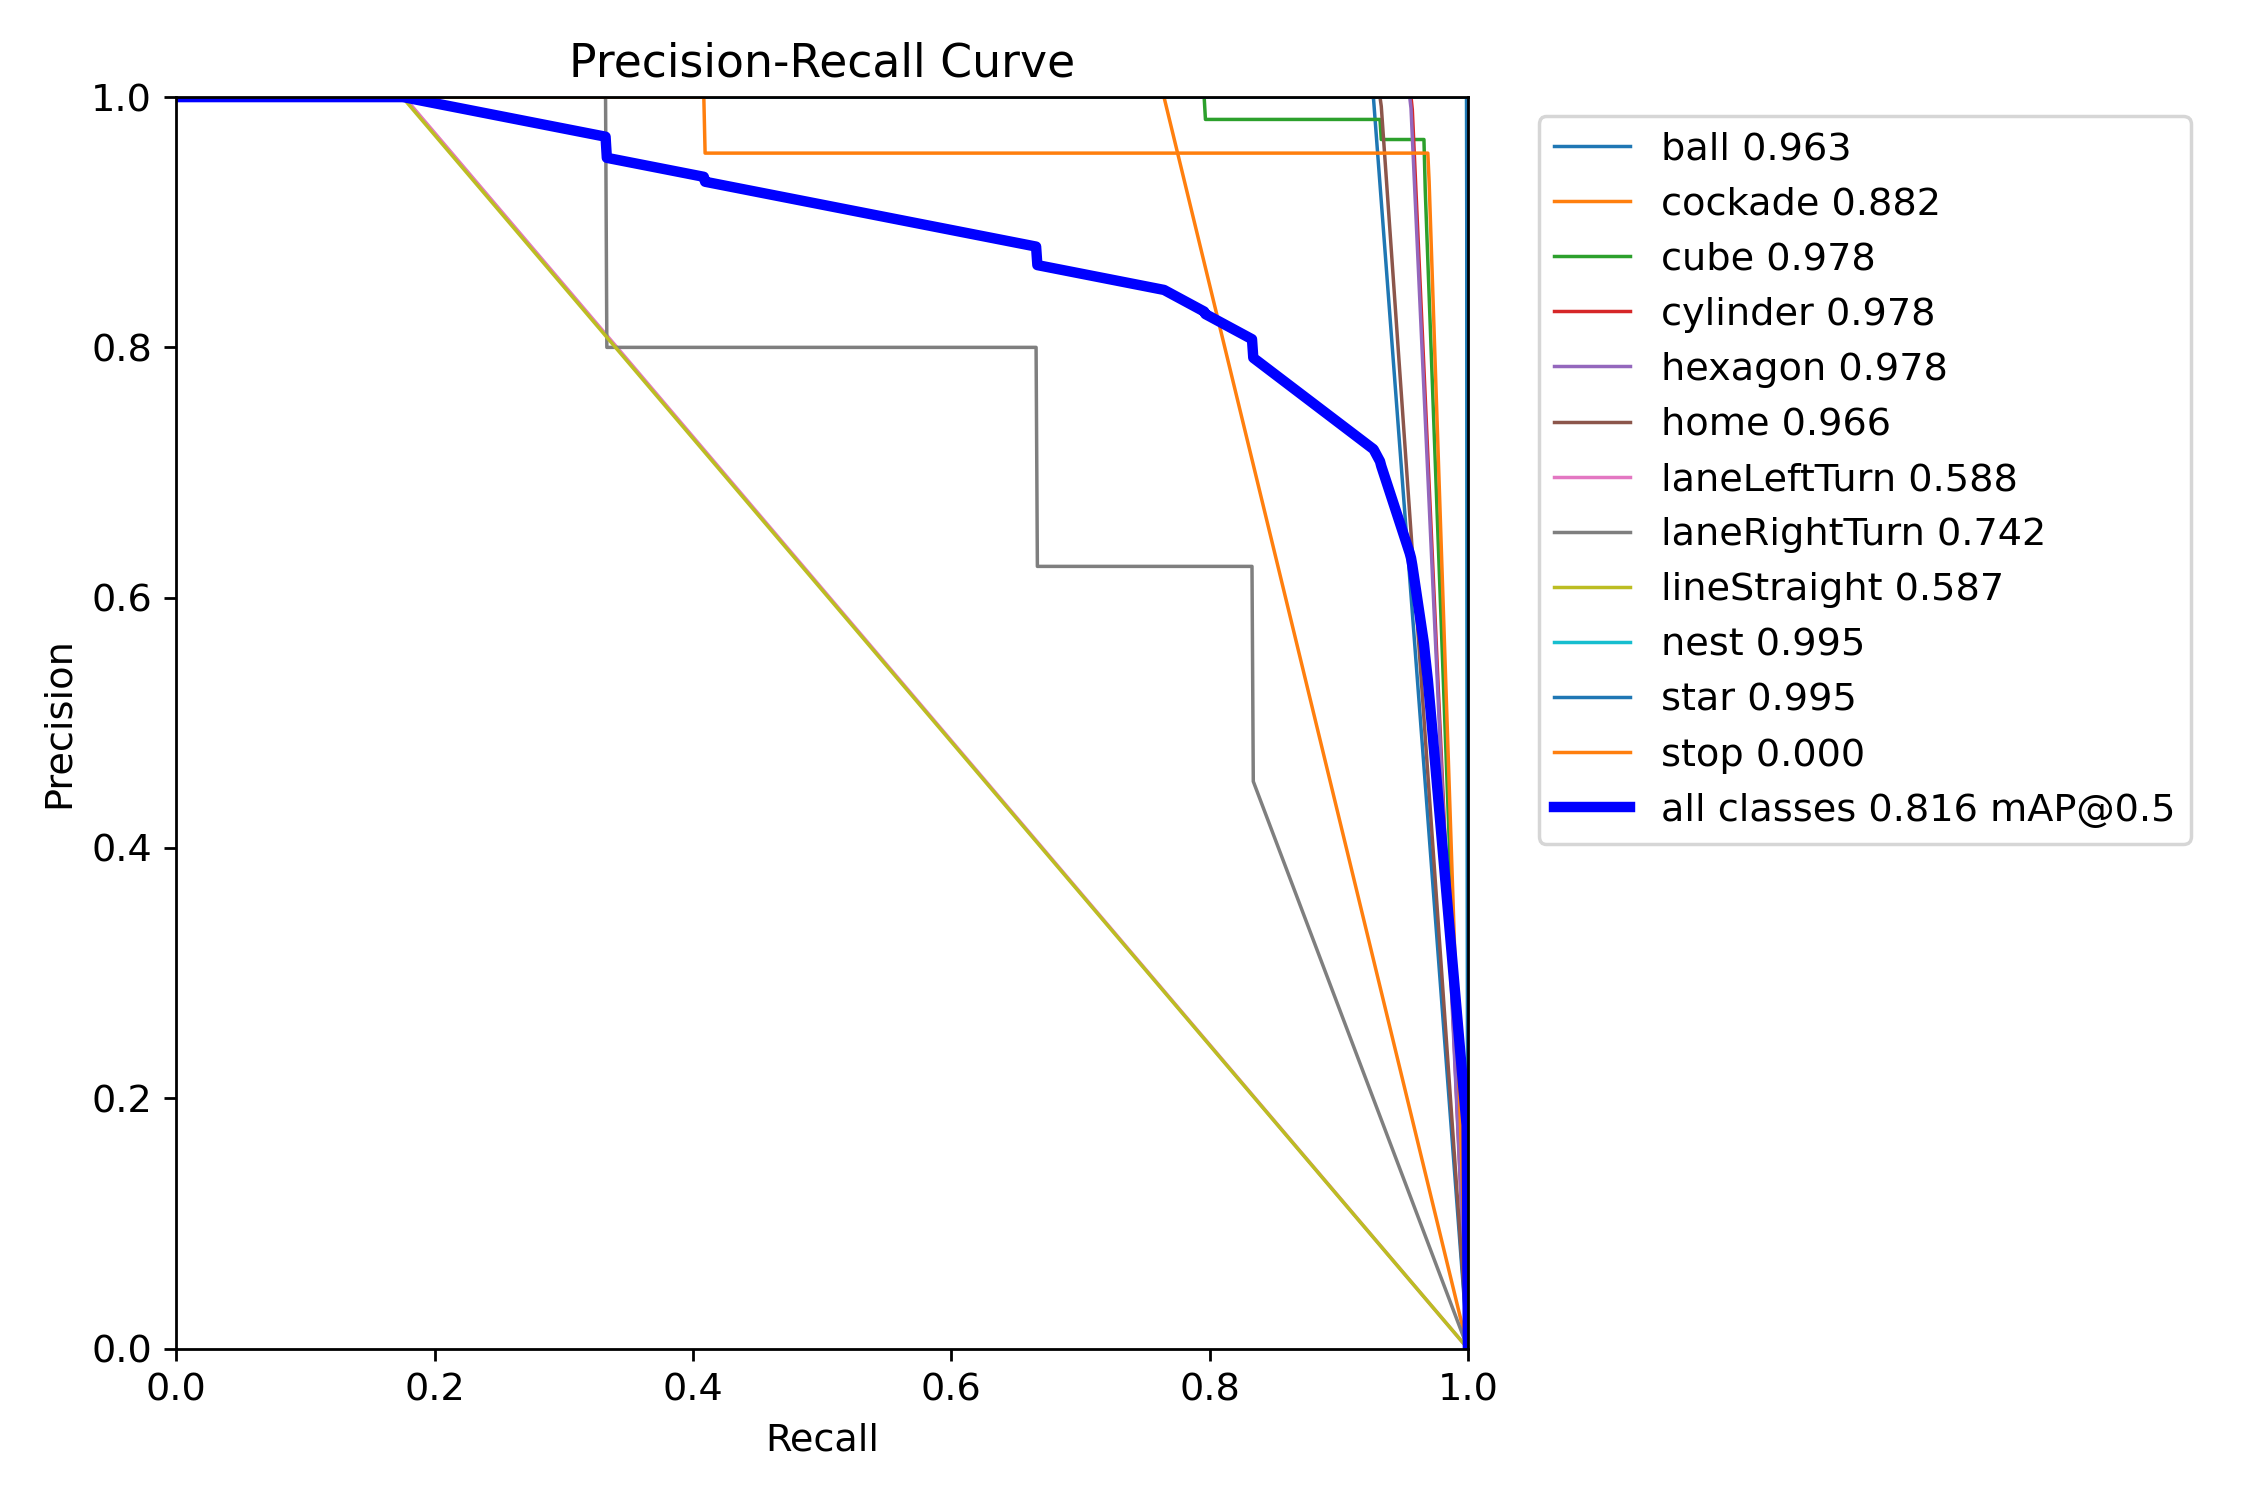 Precision-Recall Curve
1.0
0.8
0.6
0.4
0.2
0.0
Precision
0.0 0.2 0.4 0.6 0.8 1.0
Recall
ball 0.963
cockade 0.882
cube 0.978
cylinder 0.978
hexagon 0.978
home 0.966
laneLeftTurn 0.588
laneRightTurn 0.742
lineStraight 0.587
nest 0.995
star 0.995
stop 0.000
all classes 0.816 mAP@0.5